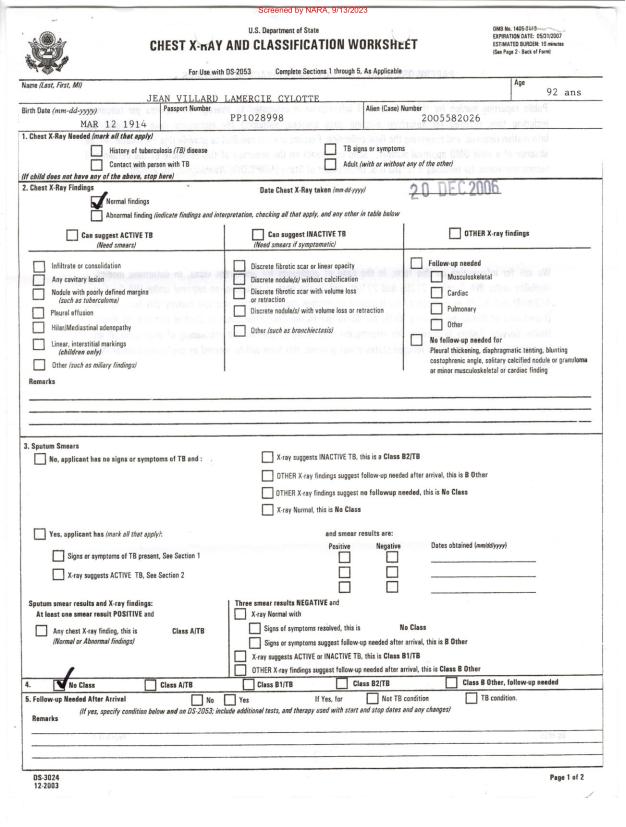 Screened by NARA, 9/13/2023
U.S. Department of State
CHEST X-RAY AND CLASSIFICATION WORKSHEET
OMB No. 1405-0113
EXPIRATION DATE: 05/31/2007
ESTIMATED BURDEN: 10 minutes
(See Page 2 - Back of Form)
For Use with DS-2053 Complete Sections 1 through 5, As Applicable
Name (Last, First, MI)
JEAN VILLARD LAMERCIE CYLOTTE
Age
92 ans
Birth Date (mm-dd-yyyy)
MAR 12 1914
Passport Number
PP1028998
Alien (Case) Number
2005582026
1. Chest X-Ray Needed (mark all that apply)
History of tuberculosis (TB) disease
TB signs or symptoms
Contact with person with TB
Adult (with or without any of the other)
(If child does not have any of the above, stop here)
2. Chest X-Ray Findings
Date Chest X-Ray taken (mm-dd-yyyy)
20 DEC 2006
Normal findings
Abnormal finding (indicate findings and interpretation, checking all that apply, and any other in table below
Can suggest ACTIVE TB
(Need smears)
Can suggest INACTIVE TB
(Need smears if symptomatic)
OTHER X-ray findings
Infiltrate or consolidation
Any cavitary lesion
Nodule with poorly defined margins
(such as tuberculoma)
Pleural effusion
Hilar/Mediastinal adenopathy
Linear, interstitial markings
(children only)
Other (such as miliary findings)
Discrete fibrotic scar or linear opacity
Discrete nodule(s) without calcification
Discrete fibrotic scar with volume loss
or retraction
Discrete nodule(s) with volume loss or retraction
Other (such as bronchiectasis)
Follow-up needed
Musculoskeletal
Cardiac
Pulmonary
Other
No follow-up needed for
Pleural thickening, diaphragmatic tenting, blunting
costophrenic angle, solitary calcified nodule or granuloma
or minor musculoskeletal or cardiac finding
Remarks
3. Sputum Smears
No, applicant has no signs or symptoms of TB and :
X-ray suggests INACTIVE TB, this is a Class B2/TB
OTHER X-ray findings suggest follow-up needed after arrival, this is B Other
OTHER X-ray findings suggest no followup needed, this is No Class
X-ray Normal, this is No Class
Yes, applicant has (mark all that apply):
and smear results are:
Positive Negative Dates obtained (mm/dd/yyyy)
Signs or symptoms of TB present, See Section 1
X-ray suggests ACTIVE TB, See Section 2
Sputum smear results and X-ray findings:
At least one smear result POSITIVE and
Any chest X-ray finding, this is Class A/TB
(Normal or Abnormal findings)
Three smear results NEGATIVE and
X-ray Normal with
Signs of symptoms resolved, this is No Class
Signs or symptoms suggest follow-up needed after arrival, this is B Other
X-ray suggests ACTIVE or INACTIVE TB, this is Class B1/TB
OTHER X-ray findings suggest follow-up needed after arrival, this is Class B Other
4. No Class Class A/TB Class B1/TB Class B2/TB Class B Other, follow-up needed
5. Follow-up Needed After Arrival No Yes If Yes, for Not TB condition TB condition.
(If yes, specify condition below and on DS-2053; include additional tests, and therapy used with start and stop dates and any changes)
Remarks
DS-3024
12-2003
Page 1 of 2